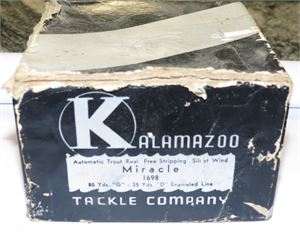 KALAMAZOO
Automatic Trout Reel Free Stripping Silent Wind
Miracle
1698
80 Yds. "G" - 35 Yds. "D" Enameled Line
TACKLE COMPANY